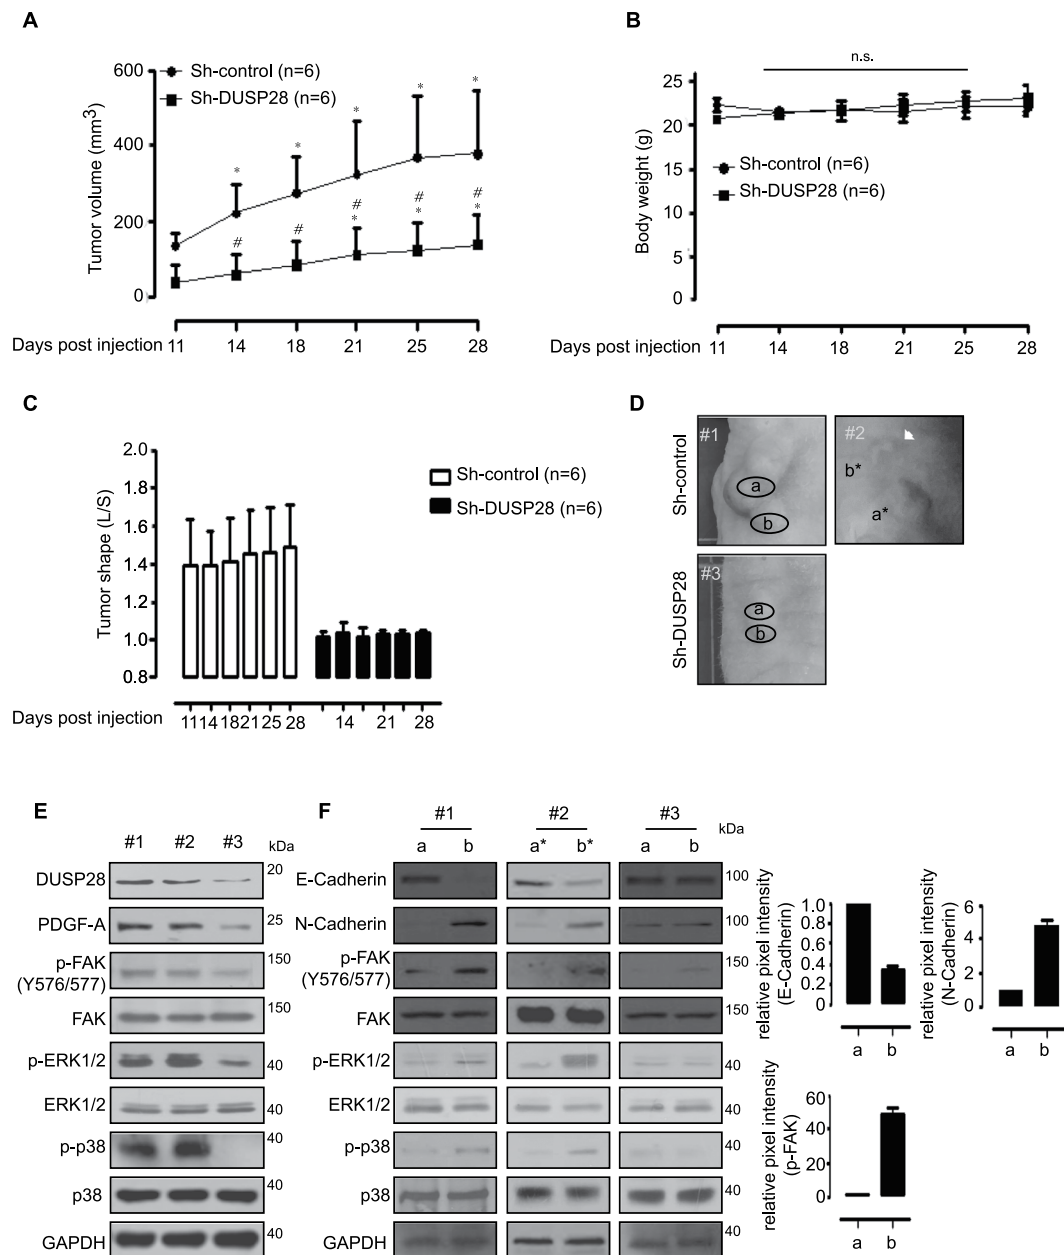 A
600
400
200
0
Tumor volume (mm3)
Sh-control (n=6)
Sh-DUSP28 (n=6)
* * * * *
# # # # #
* * *
Days post injection 11 14 18 21 25 28
B
25
20
15
10
5
0
Body weight (g)
n.s.
Sh-control (n=6)
Sh-DUSP28 (n=6)
Days post injection 11 14 18 21 25 28
C
2.0
1.8
1.6
1.4
1.2
1.0
0.8
Tumor shape (L/S)
Sh-control (n=6)
Sh-DUSP28 (n=6)
Days post injection 11 14 18 21 25 28 14 21 28
D
Sh-control
#1
a
b
#2
b*
a*
Sh-DUSP28
#3
a
b
E
#1 #2 #3 kDa
DUSP28 20
PDGF-A 25
p-FAK 150
(Y576/577)
FAK 150
p-ERK1/2 40
ERK1/2 40
p-p38 40
p38 40
GAPDH 40
F
#1 #2 #3
a b a* b* a b kDa
E-Cadherin 100
N-Cadherin 100
p-FAK 150
(Y576/577)
FAK 150
p-ERK1/2 40
ERK1/2 40
p-p38 40
p38 40
GAPDH 40
relative pixel intensity
(E-Cadherin)
1.0
0.8
0.6
0.4
0.2
0
a b
relative pixel intensity
(N-Cadherin)
6
4
2
0
a b
relative pixel intensity
(p-FAK)
60
40
20
0
a b